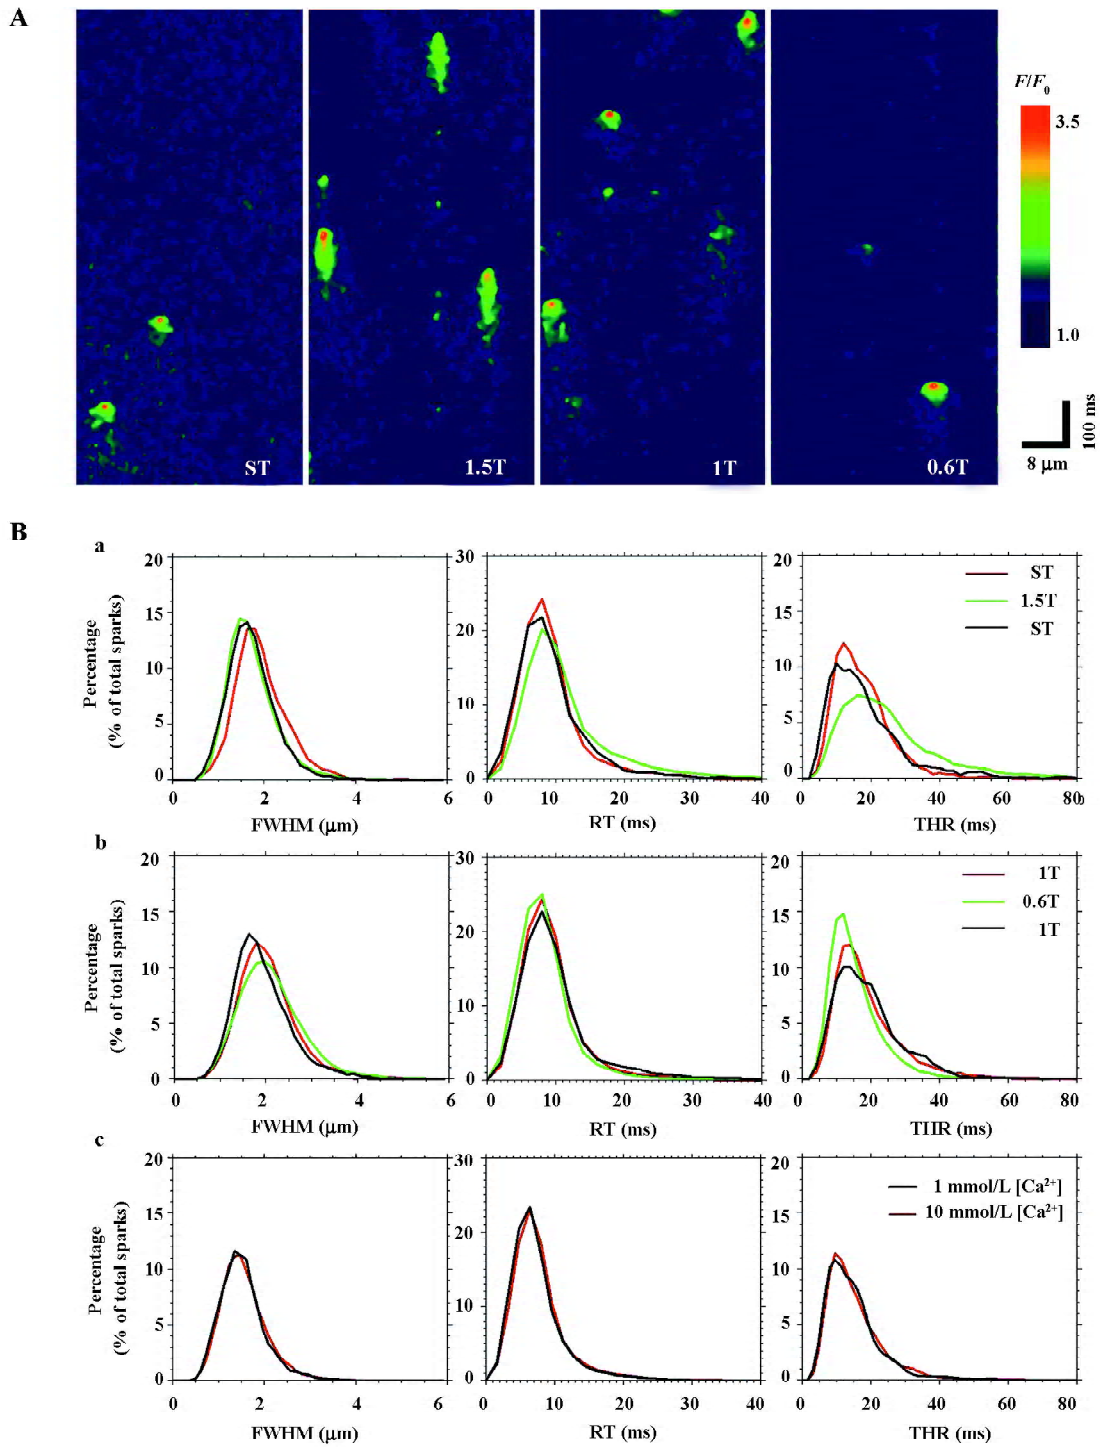 A
F/F₀
3.5
1.0
100 ms
8 μm
ST
1.5T
1T
0.6T
B
a
Percentage
(% of total sparks)
20
15
10
5
0
0 2 4 6
FWHM (μm)
30
20
10
0
0 10 20 30 40
RT (ms)
20
15
10
5
0
0 20 40 60 80
THR (ms)
ST
1.5T
ST
b
Percentage
(% of total sparks)
20
15
10
5
0
0 2 4 6
FWHM (μm)
30
20
10
0
0 10 20 30 40
RT (ms)
20
15
10
5
0
0 20 40 60 80
THR (ms)
1T
0.6T
1T
c
Percentage
(% of total sparks)
20
15
10
5
0
0 2 4 6
FWHM (μm)
30
20
10
0
0 10 20 30 40
RT (ms)
20
15
10
5
0
0 20 40 60 80
THR (ms)
1 mmol/L [Ca²⁺]
10 mmol/L [Ca²⁺]